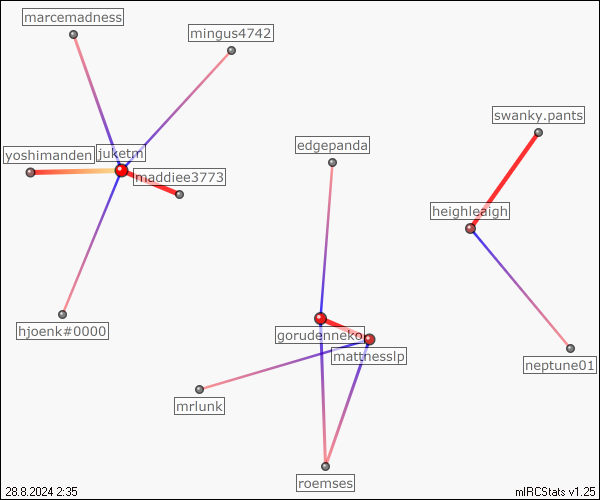 marcemadness
mingus4742
swanky.pants
edgepanda
juketm
yoshimanden
maddiee3773
heighleaigh
hjoenk#0000
gorudenneko
mattnesslp
neptune01
mrlunk
roemses
28.8.2024 2:35
mIRCStats v1.25